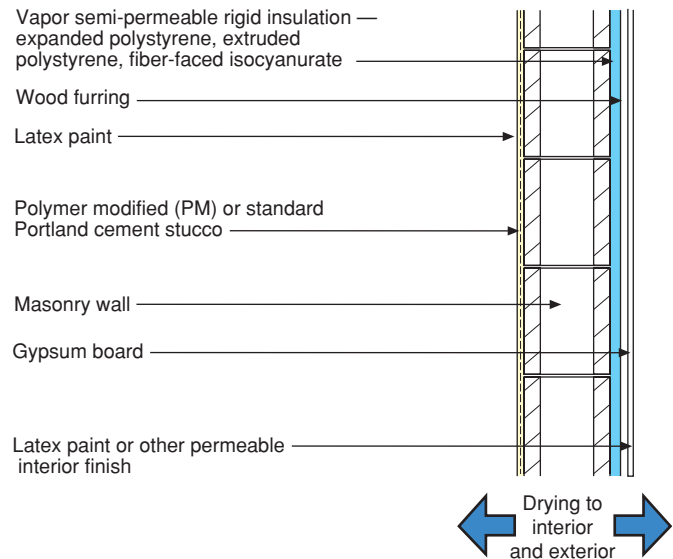 Vapor semi-permeable rigid insulation —
expanded polystyrene, extruded
polystyrene, fiber-faced isocyanurate
Wood furring
Latex paint
Polymer modified (PM) or standard
Portland cement stucco
Masonry wall
Gypsum board
Latex paint or other permeable
interior finish
Drying to
interior
and exterior